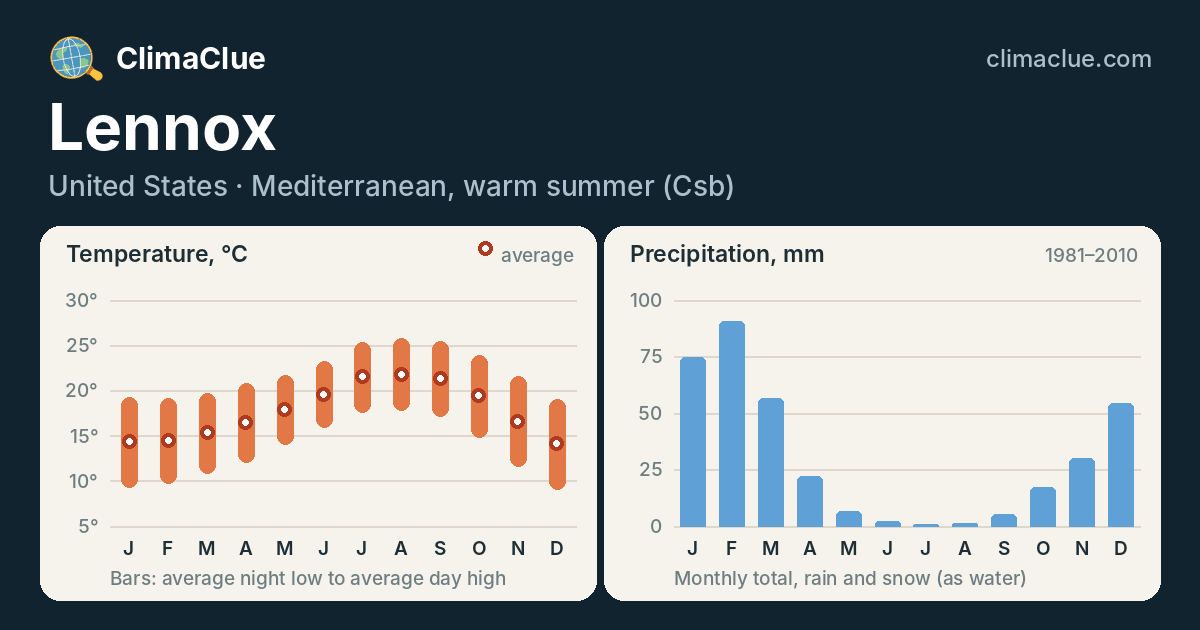 ClimaClue
climaclue.com
Lennox
United States · Mediterranean, warm summer (Csb)
Temperature, °C
average
30°
25°
20°
15°
10°
5°
J F M A M J J A S O N D
Bars: average night low to average day high
Precipitation, mm
1981–2010
100
75
50
25
0
J F M A M J J A S O N D
Monthly total, rain and snow (as water)